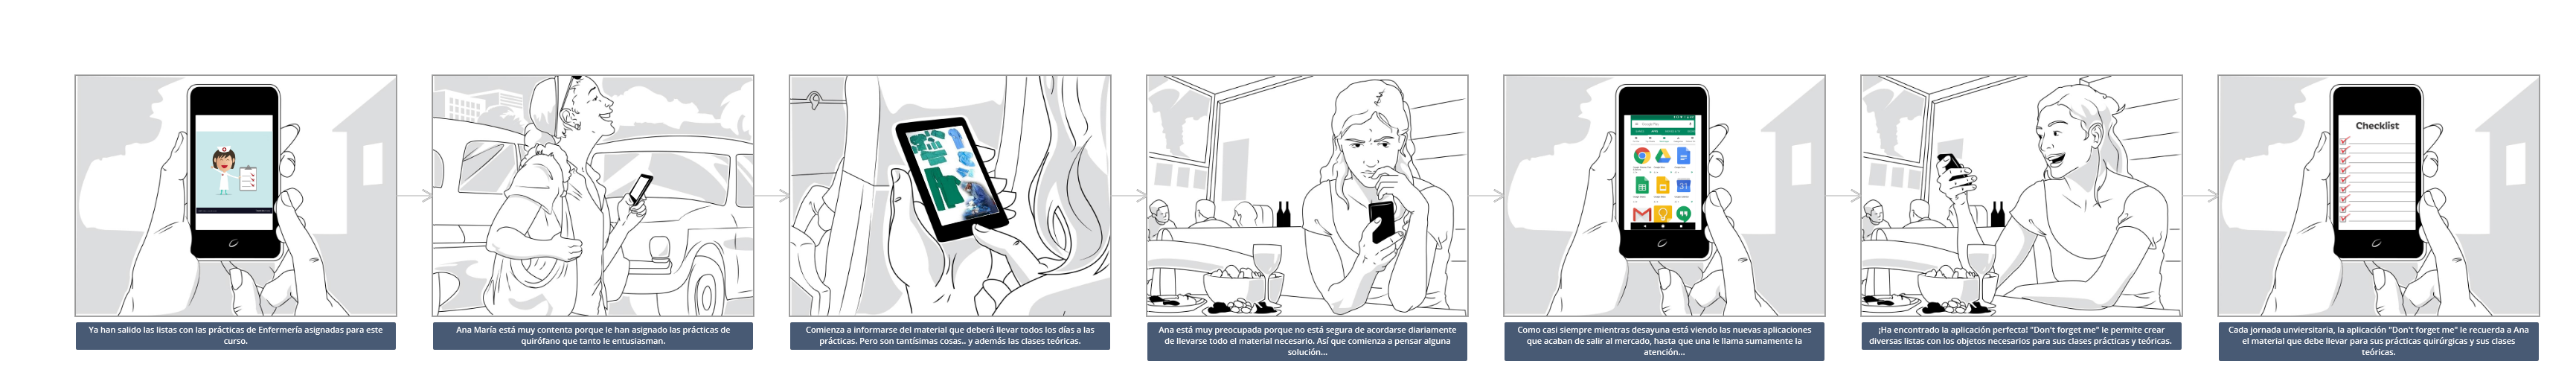 Ya han salido las listas con las prácticas de Enfermería asignadas para este
curso.
Ana María está muy contenta porque le han asignado las prácticas de
quirófano que tanto le entusiasman.
Comienza a informarse del material que deberá llevar todos los días a las
prácticas. Pero son tantísimas cosas.. y además las clases teóricas.
Ana está muy preocupada porque no está segura de acordarse diariamente
de llevarse todo el material necesario. Así que comienza a pensar alguna
solución...
Como casi siempre mientras desayuna está viendo las nuevas aplicaciones
que acaban de salir al mercado, hasta que una le llama sumamente la
atención...
¡Ha encontrado la aplicación perfecta! "Don't forget me" le permite crear
diversas listas con los objetos necesarios para sus clases prácticas y teóricas.
Checklist
Cada jornada unviersitaria, la aplicación "Don't forget me" le recuerda a Ana
el material que debe llevar para sus prácticas quirúrgicas y sus clases
teóricas.